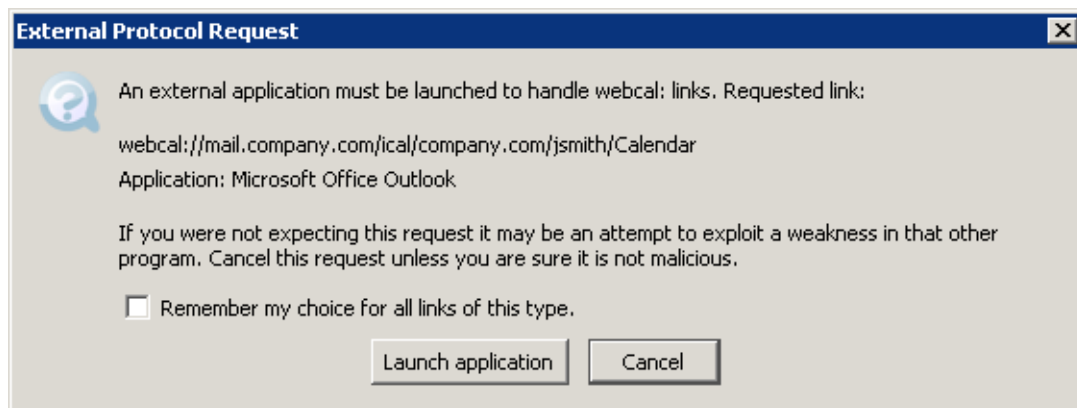 External Protocol Request
An external application must be launched to handle webcal: links. Requested link:
webcal://mail.company.com/ical/company.com/jsmith/Calendar
Application: Microsoft Office Outlook
If you were not expecting this request it may be an attempt to exploit a weakness in that other
program. Cancel this request unless you are sure it is not malicious.
Remember my choice for all links of this type.
Launch application
Cancel